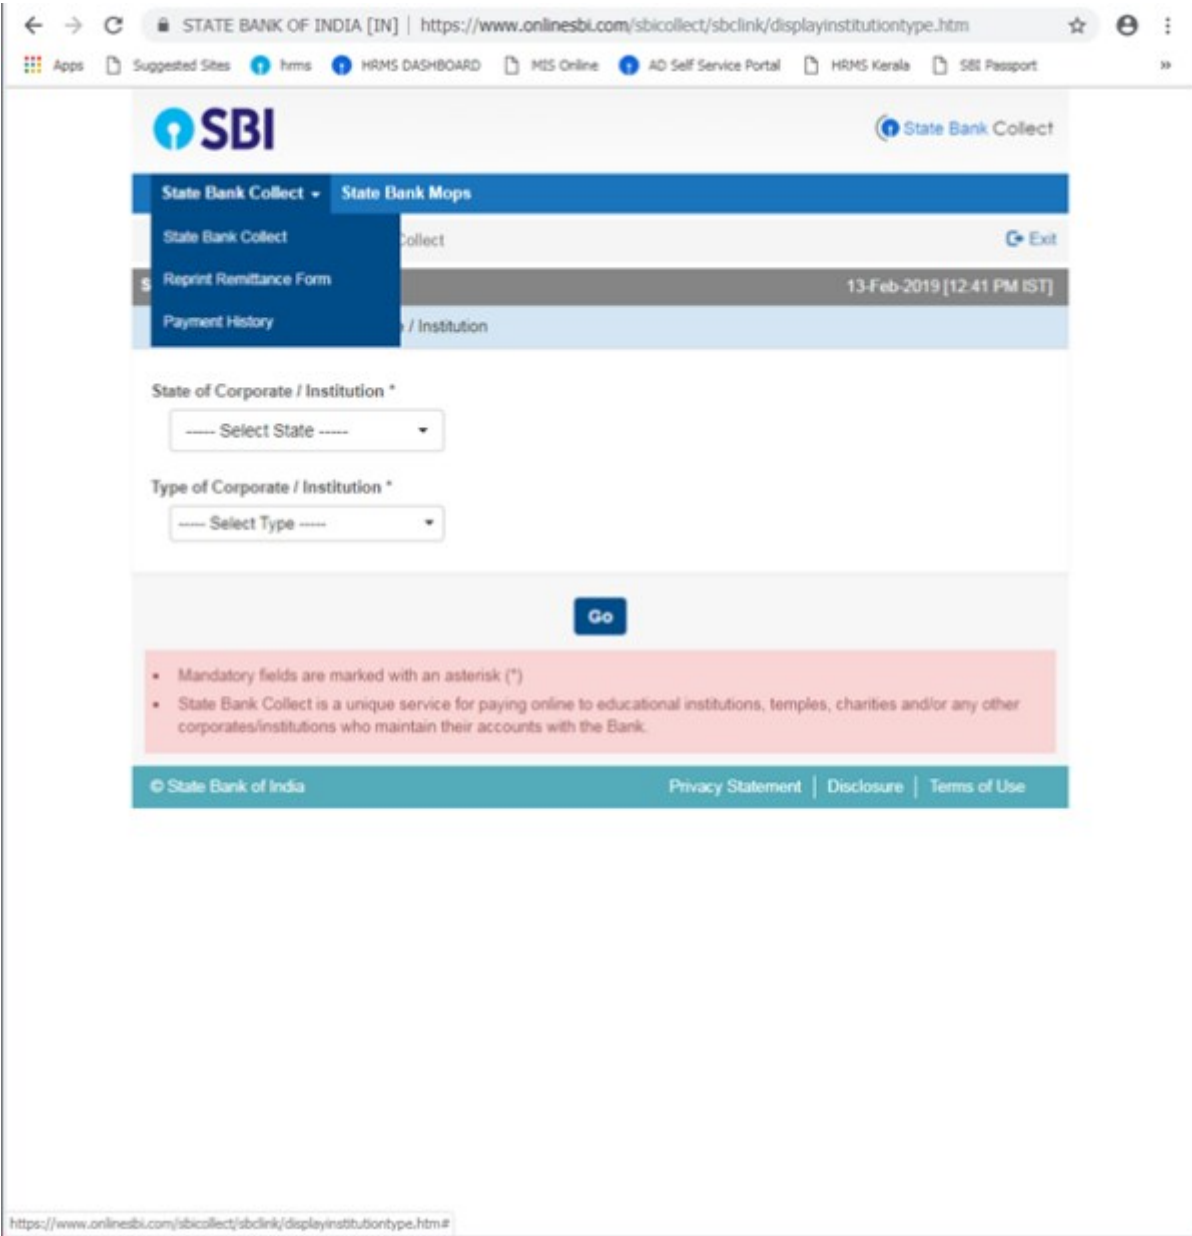 STATE BANK OF INDIA [IN] | https://www.onlinesbi.com/sbicollect/sbclink/displayinstitutiontype.htm
Apps Suggested Sites hrms HRMS DASHBOARD MIS Online AD Self Service Portal HRMS Kerala SBI Passport »
SBI State Bank Collect
State Bank Collect State Bank Mops
State Bank Collect Collect Exit
S Reprint Remittance Form 13-Feb-2019 [12:41 PM IST]
Payment History / Institution
State of Corporate / Institution *
----- Select State -----
Type of Corporate / Institution *
----- Select Type -----
Go
• Mandatory fields are marked with an asterisk (*)
• State Bank Collect is a unique service for paying online to educational institutions, temples, charities and/or any other
corporates/institutions who maintain their accounts with the Bank.
© State Bank of India Privacy Statement | Disclosure | Terms of Use
https://www.onlinesbi.com/sbicollect/sbclink/displayinstitutiontype.htm#